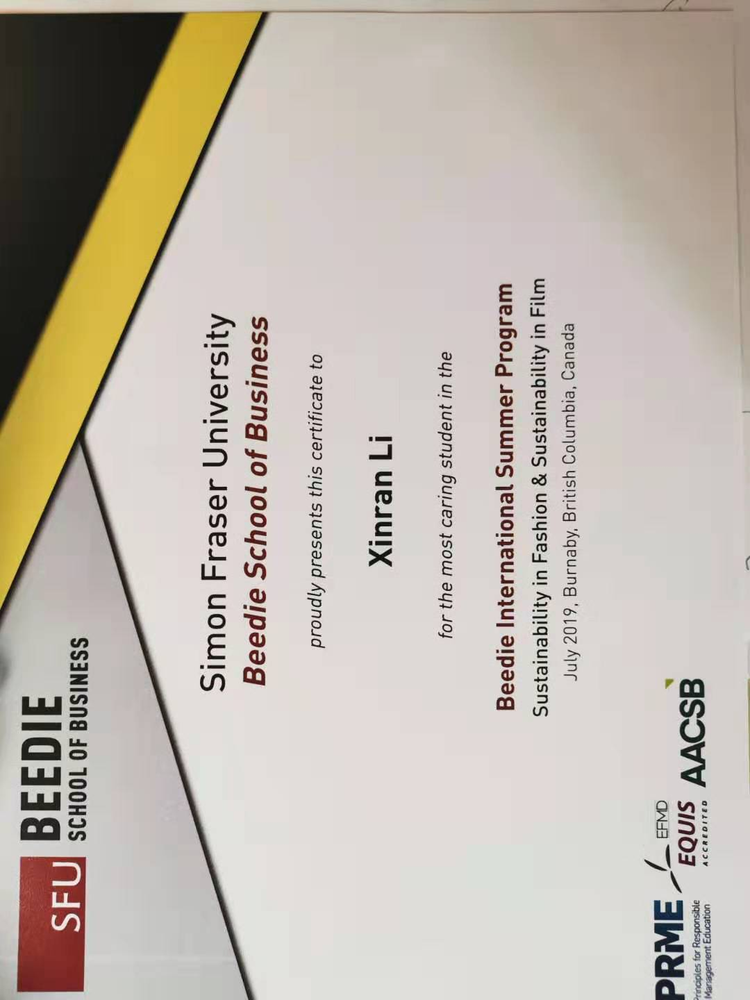 SFU
BEEDIE
SCHOOL OF BUSINESS
Simon Fraser University
Beedie School of Business
proudly presents this certificate to
Xinran Li
for the most caring student in the
Beedie International Summer Program
Sustainability in Fashion & Sustainability in Film
July 2019, Burnaby, British Columbia, Canada
PRME
Principles for Responsible
Management Education
EFMD
EQUIS
ACCREDITED
AACSB